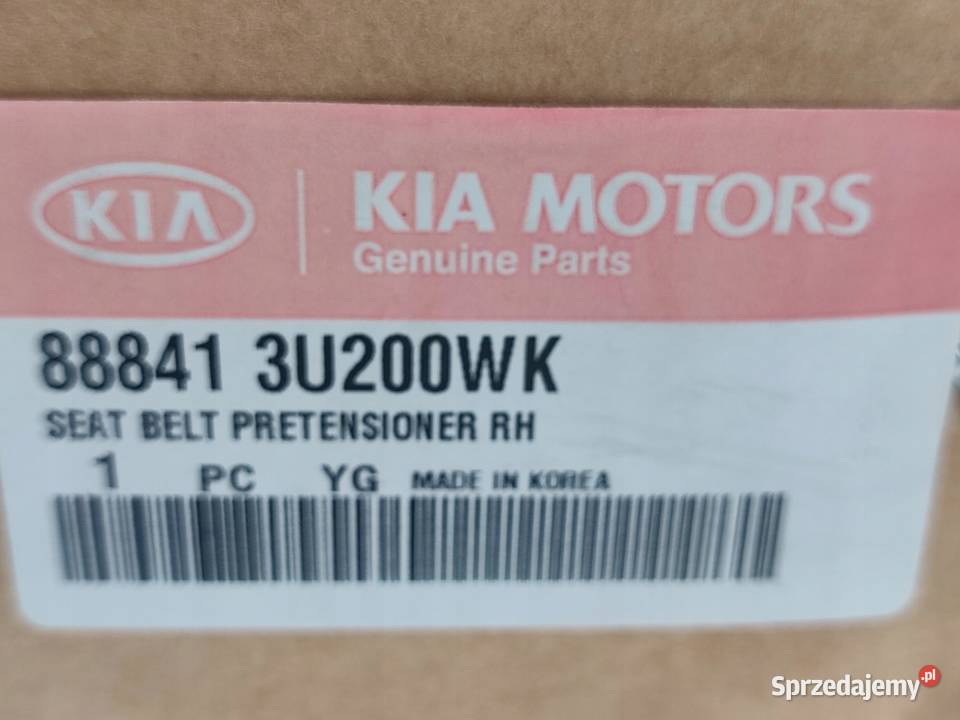 KIA
KIA MOTORS
Genuine Parts
88841 3U200WK
SEAT BELT PRETENSIONER RH
1 PC YG MADE IN KOREA
Sprzedajemy.pl